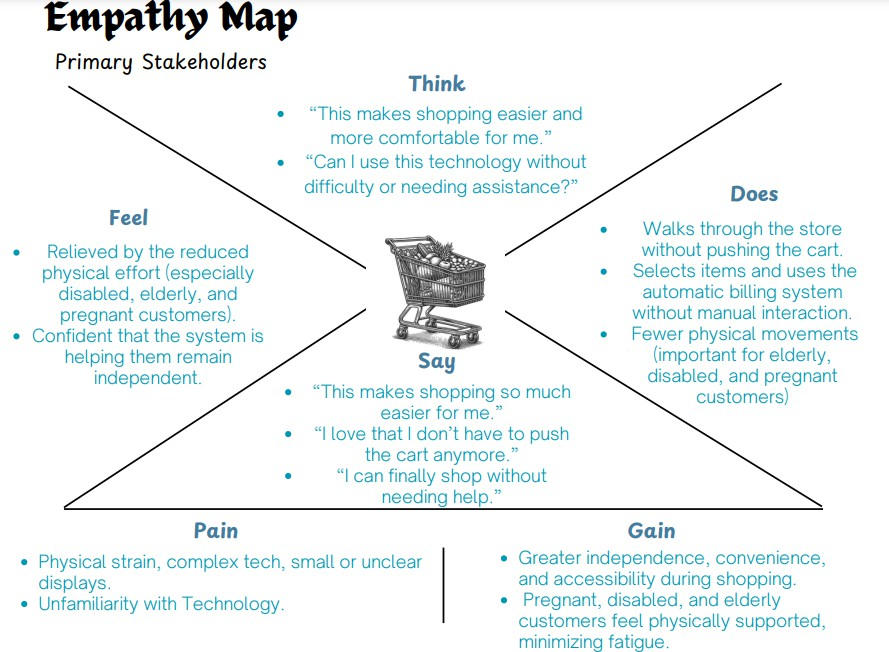 Empathy Map
Primary Stakeholders
Think
• “This makes shopping easier and
more comfortable for me.”
• “Can I use this technology without
difficulty or needing assistance?”
Feel
• Relieved by the reduced
physical effort (especially
disabled, elderly, and
pregnant customers).
• Confident that the system is
helping them remain
independent.
Does
• Walks through the store
without pushing the cart.
• Selects items and uses the
automatic billing system
without manual interaction.
• Fewer physical movements
(important for elderly,
disabled, and pregnant
customers)
Say
• “This makes shopping so much
easier for me.”
• “I love that I don’t have to push
the cart anymore.”
• “I can finally shop without
needing help.”
Pain
• Physical strain, complex tech, small or unclear
displays.
• Unfamiliarity with Technology.
Gain
• Greater independence, convenience,
and accessibility during shopping.
• Pregnant, disabled, and elderly
customers feel physically supported,
minimizing fatigue.